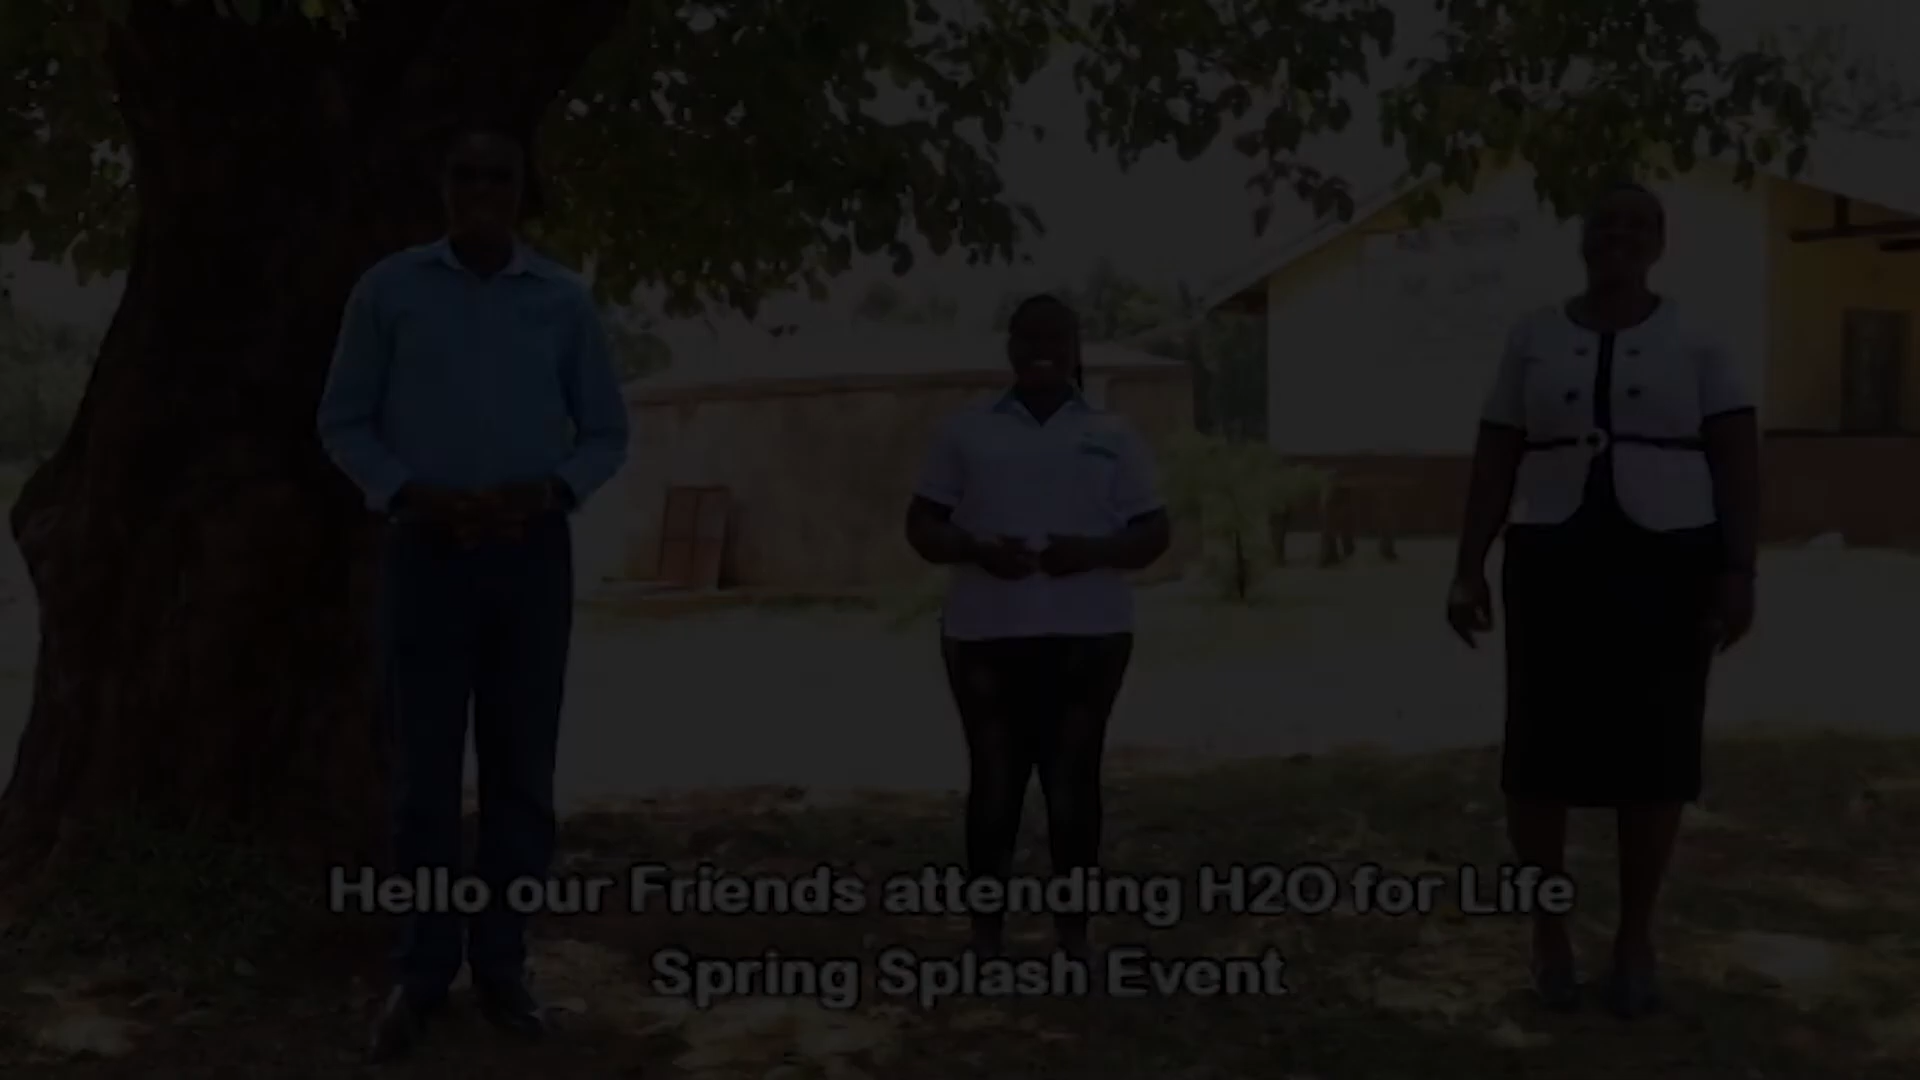 Hello our Friends attending H2O for Life
Spring Splash Event